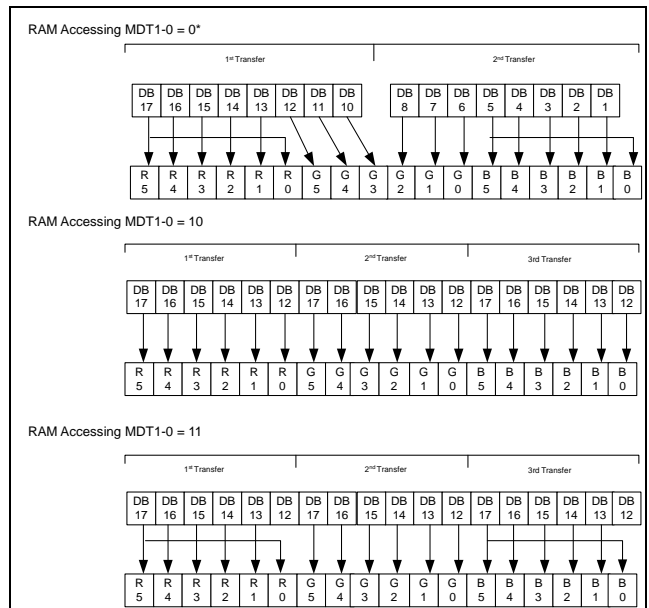 RAM Accessing MDT1-0 = 0*
1st Transfer 2nd Transfer
DB DB DB DB DB DB DB DB DB DB DB DB DB DB DB DB
17 16 15 14 13 12 11 10 8 7 6 5 4 3 2 1
R R R R R R G G G G G G B B B B B B
5 4 3 2 1 0 5 4 3 2 1 0 5 4 3 2 1 0
RAM Accessing MDT1-0 = 10
1st Transfer 2nd Transfer 3rd Transfer
DB DB DB DB DB DB DB DB DB DB DB DB DB DB DB DB DB DB
17 16 15 14 13 12 17 16 15 14 13 12 17 16 15 14 13 12
R R R R R R G G G G G G B B B B B B
5 4 3 2 1 0 5 4 3 2 1 0 5 4 3 2 1 0
RAM Accessing MDT1-0 = 11
1st Transfer 2nd Transfer 3rd Transfer
DB DB DB DB DB DB DB DB DB DB DB DB DB DB DB DB DB DB
17 16 15 14 13 12 17 16 15 14 13 12 17 16 15 14 13 12
R R R R R R G G G G G G B B B B B B
5 4 3 2 1 0 5 4 3 2 1 0 5 4 3 2 1 0